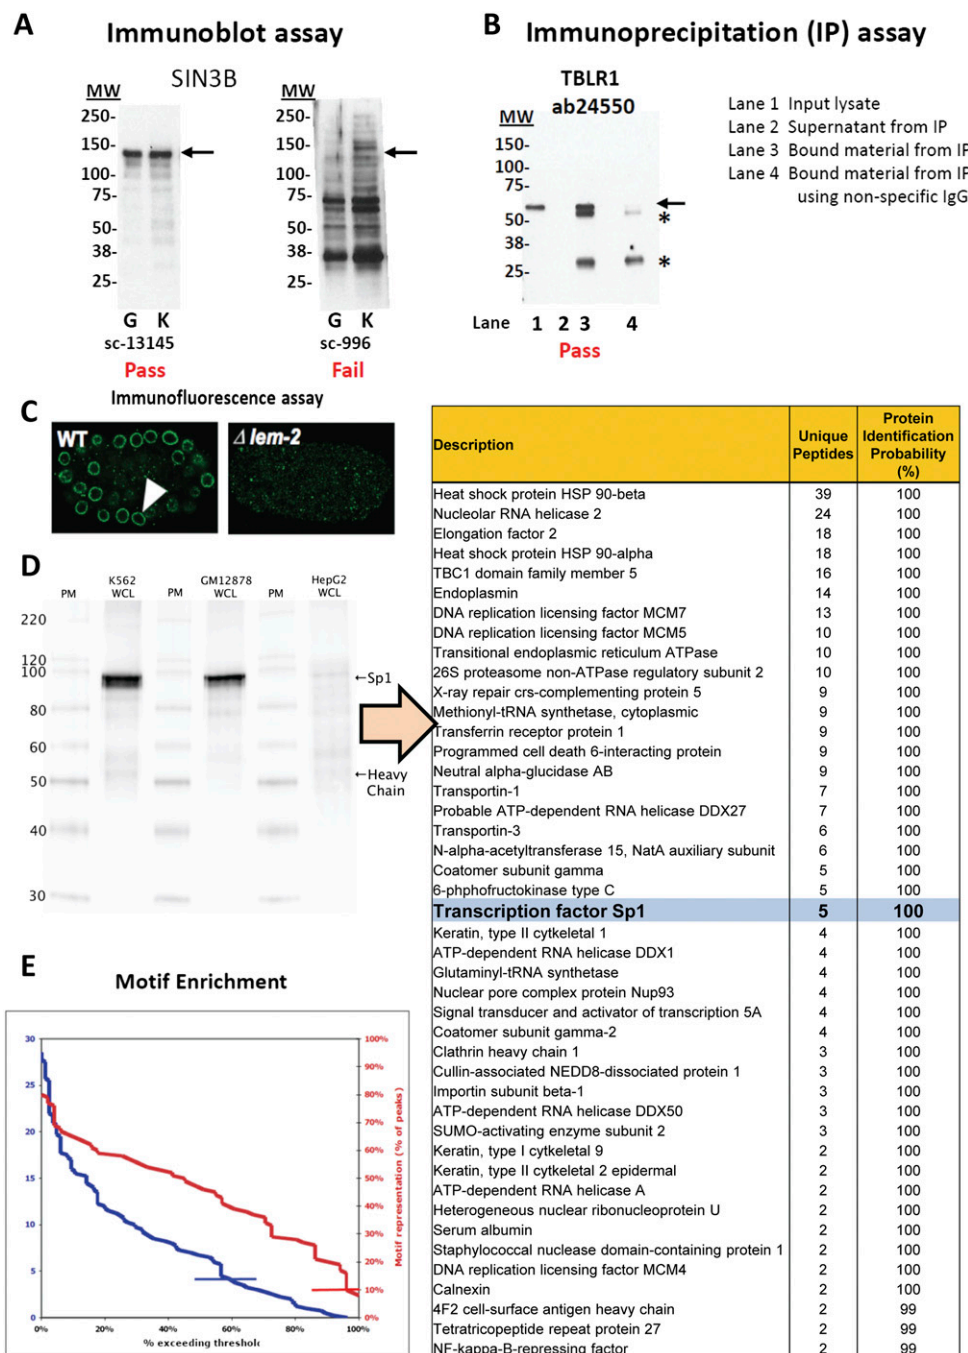 A
Immunoblot assay
SIN3B
MW
250-
150-
100-
75-
50-
38-
25-
G K
sc-13145
Pass
MW
250-
150-
100-
75-
50-
38-
25-
G K
sc-996
Fail
B
Immunoprecipitation (IP) assay
TBLR1
ab24550
MW
150-
100-
75-
50-
38-
25-
*
*
Lane 1 2 3 4
Pass
Lane 1 Input lysate
Lane 2 Supernatant from IP
Lane 3 Bound material from IP
Lane 4 Bound material from IP
using non-specific IgG
C
Immunofluorescence assay
WT
Δ lem-2
D
PM
K562
WCL
PM
GM12878
WCL
PM
HepG2
WCL
220
120
100
80
60
50
40
30
←Sp1
←Heavy
Chain
Description Unique Peptides Protein Identification Probability (%)
Heat shock protein HSP 90-beta 39 100
Nucleolar RNA helicase 2 24 100
Elongation factor 2 18 100
Heat shock protein HSP 90-alpha 18 100
TBC1 domain family member 5 16 100
Endoplasmin 14 100
DNA replication licensing factor MCM7 13 100
DNA replication licensing factor MCM5 10 100
Transitional endoplasmic reticulum ATPase 10 100
26S proteasome non-ATPase regulatory subunit 2 10 100
X-ray repair crs-complementing protein 5 9 100
Methionyl-tRNA synthetase, cytoplasmic 9 100
Transferrin receptor protein 1 9 100
Programmed cell death 6-interacting protein 9 100
Neutral alpha-glucidase AB 9 100
Transportin-1 7 100
Probable ATP-dependent RNA helicase DDX27 7 100
Transportin-3 6 100
N-alpha-acetyltransferase 15, NatA auxiliary subunit 6 100
Coatomer subunit gamma 5 100
6-phphofructokinase type C 5 100
Transcription factor Sp1 5 100
Keratin, type II cytkeletal 1 4 100
ATP-dependent RNA helicase DDX1 4 100
Glutaminyl-tRNA synthetase 4 100
Nuclear pore complex protein Nup93 4 100
Signal transducer and activator of transcription 5A 4 100
Coatomer subunit gamma-2 4 100
Clathrin heavy chain 1 3 100
Cullin-associated NEDD8-dissociated protein 1 3 100
Importin subunit beta-1 3 100
ATP-dependent RNA helicase DDX50 3 100
SUMO-activating enzyme subunit 2 3 100
Keratin, type I cytkeletal 9 2 100
Keratin, type II cytkeletal 2 epidermal 2 100
ATP-dependent RNA helicase A 2 100
Heterogeneous nuclear ribonucleoprotein U 2 100
Serum albumin 2 100
Staphylococcal nuclease domain-containing protein 1 2 100
DNA replication licensing factor MCM4 2 100
Calnexin 2 100
4F2 cell-surface antigen heavy chain 2 99
Tetratricopeptide repeat protein 27 2 99
NF-kappa-B-repressing factor 2 99
E
Motif Enrichment
30
25
20
15
10
5
0
100%
90%
80%
70%
60%
50%
40%
30%
20%
10%
0%
Motif representation (% of peaks)
0% 20% 40% 60% 80% 100%
% exceeding threshold